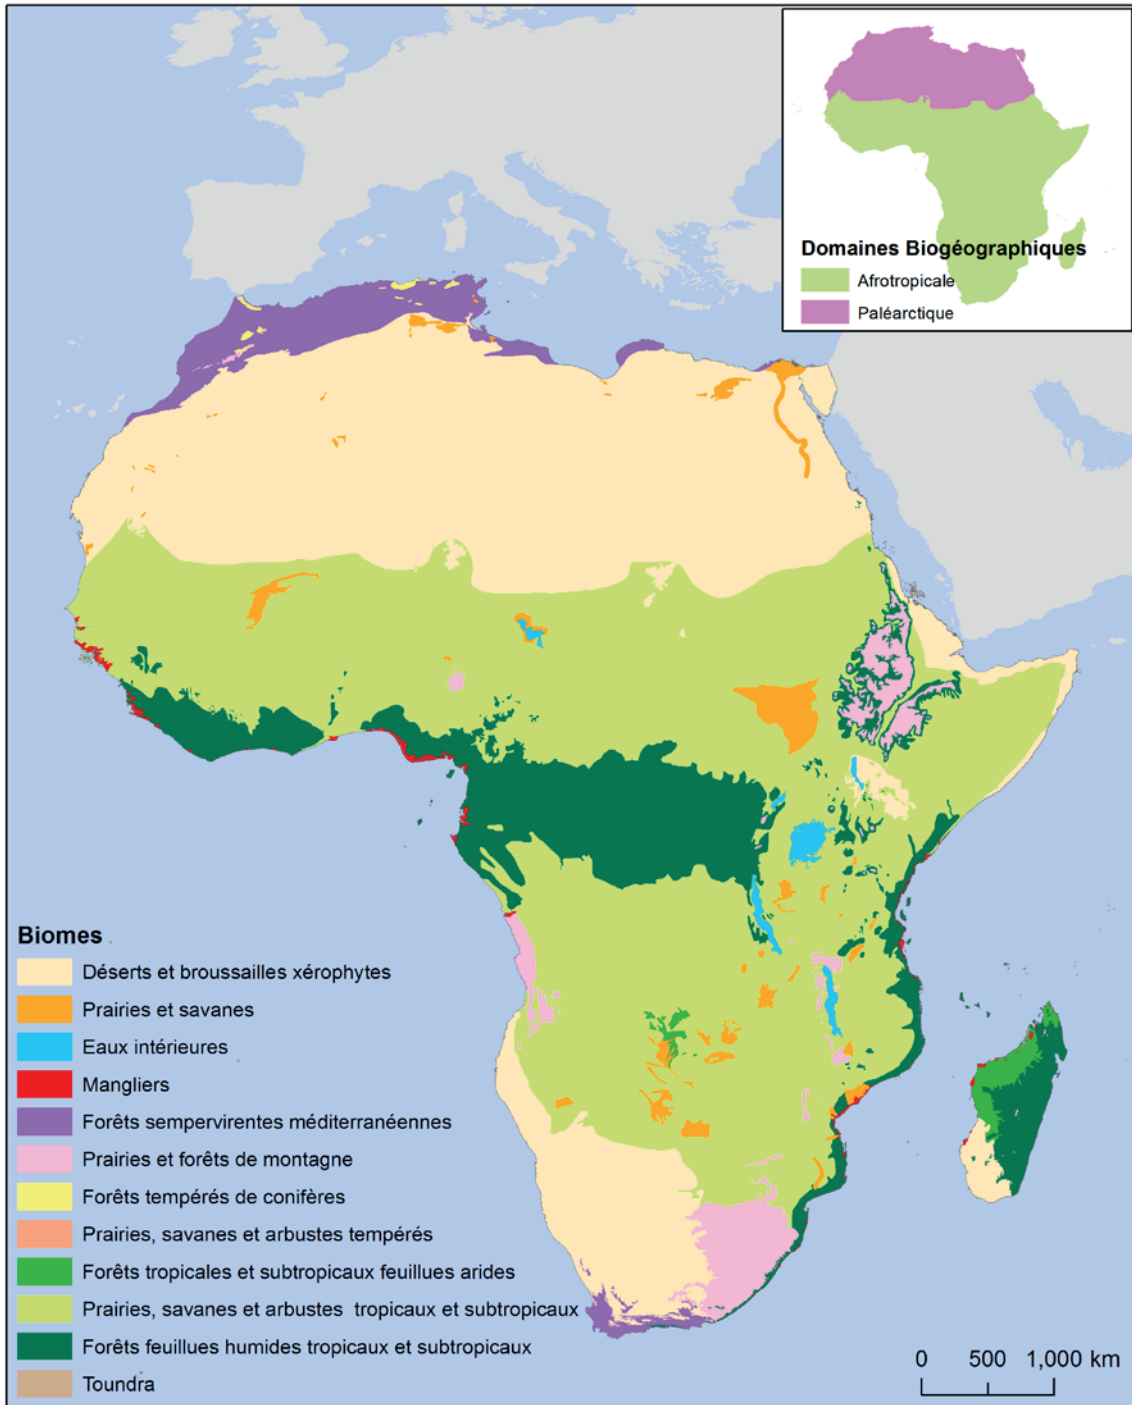 Domaines Biogéographiques
Afrotropicale
Paléarctique
Biomes
Déserts et broussailles xérophytes
Prairies et savanes
Eaux intérieures
Mangliers
Forêts sempervirentes méditerranéennes
Prairies et forêts de montagne
Forêts tempérés de conifères
Prairies, savanes et arbustes tempérés
Forêts tropicales et subtropicaux feuillues arides
Prairies, savanes et arbustes tropicaux et subtropicaux
Forêts feuillues humides tropicaux et subtropicaux
Toundra
0 500 1,000 km